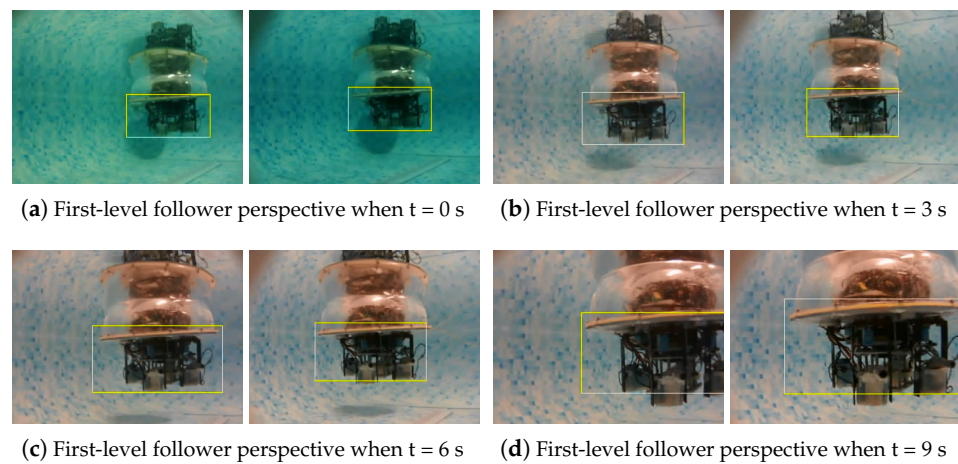 (a) First-level follower perspective when t = 0 s
(b) First-level follower perspective when t = 3 s
(c) First-level follower perspective when t = 6 s
(d) First-level follower perspective when t = 9 s